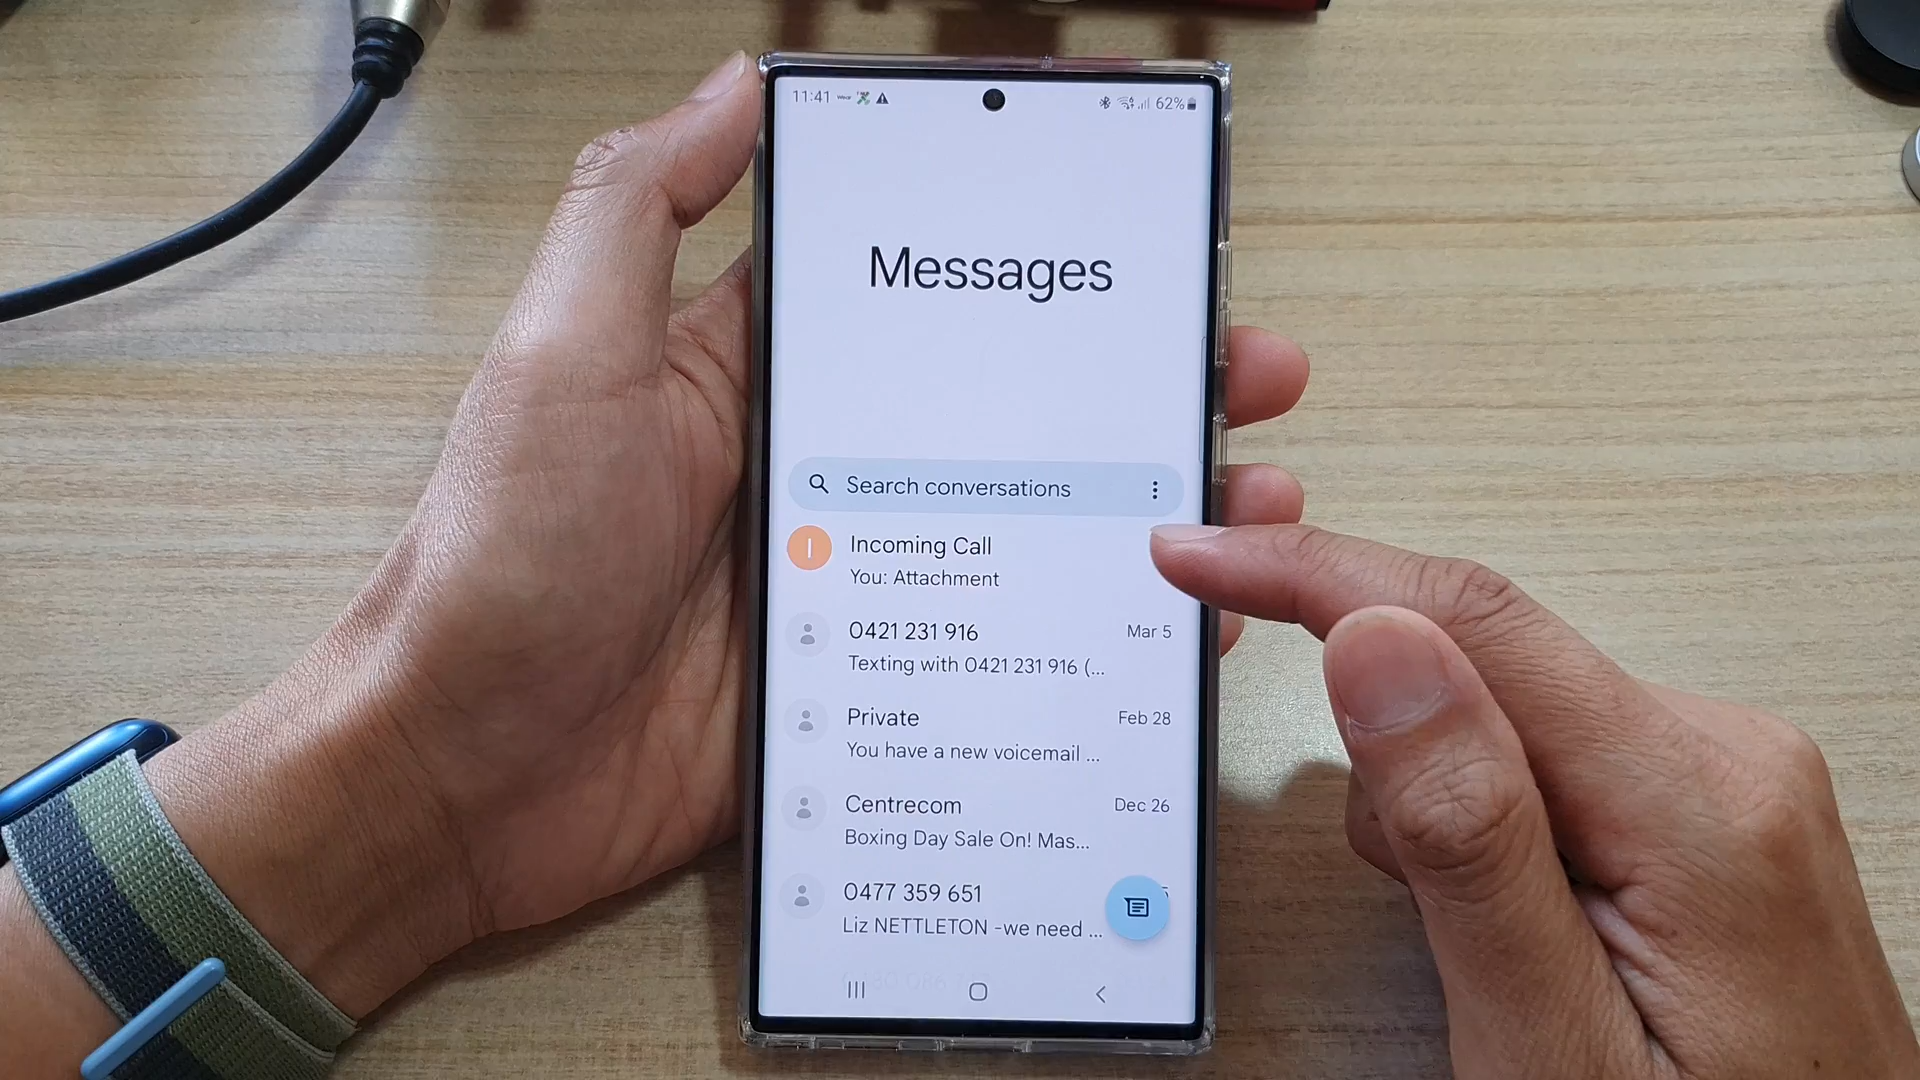 11:41
62%
Messages
Search conversations
I
Incoming Call
You: Attachment
0421 231 916
Mar 5
Texting with 0421 231 916 (...
Private
Feb 28
You have a new voicemail ...
Centrecom
Dec 26
Boxing Day Sale On! Mas...
0477 359 651
Liz NETTLETON -we need ...